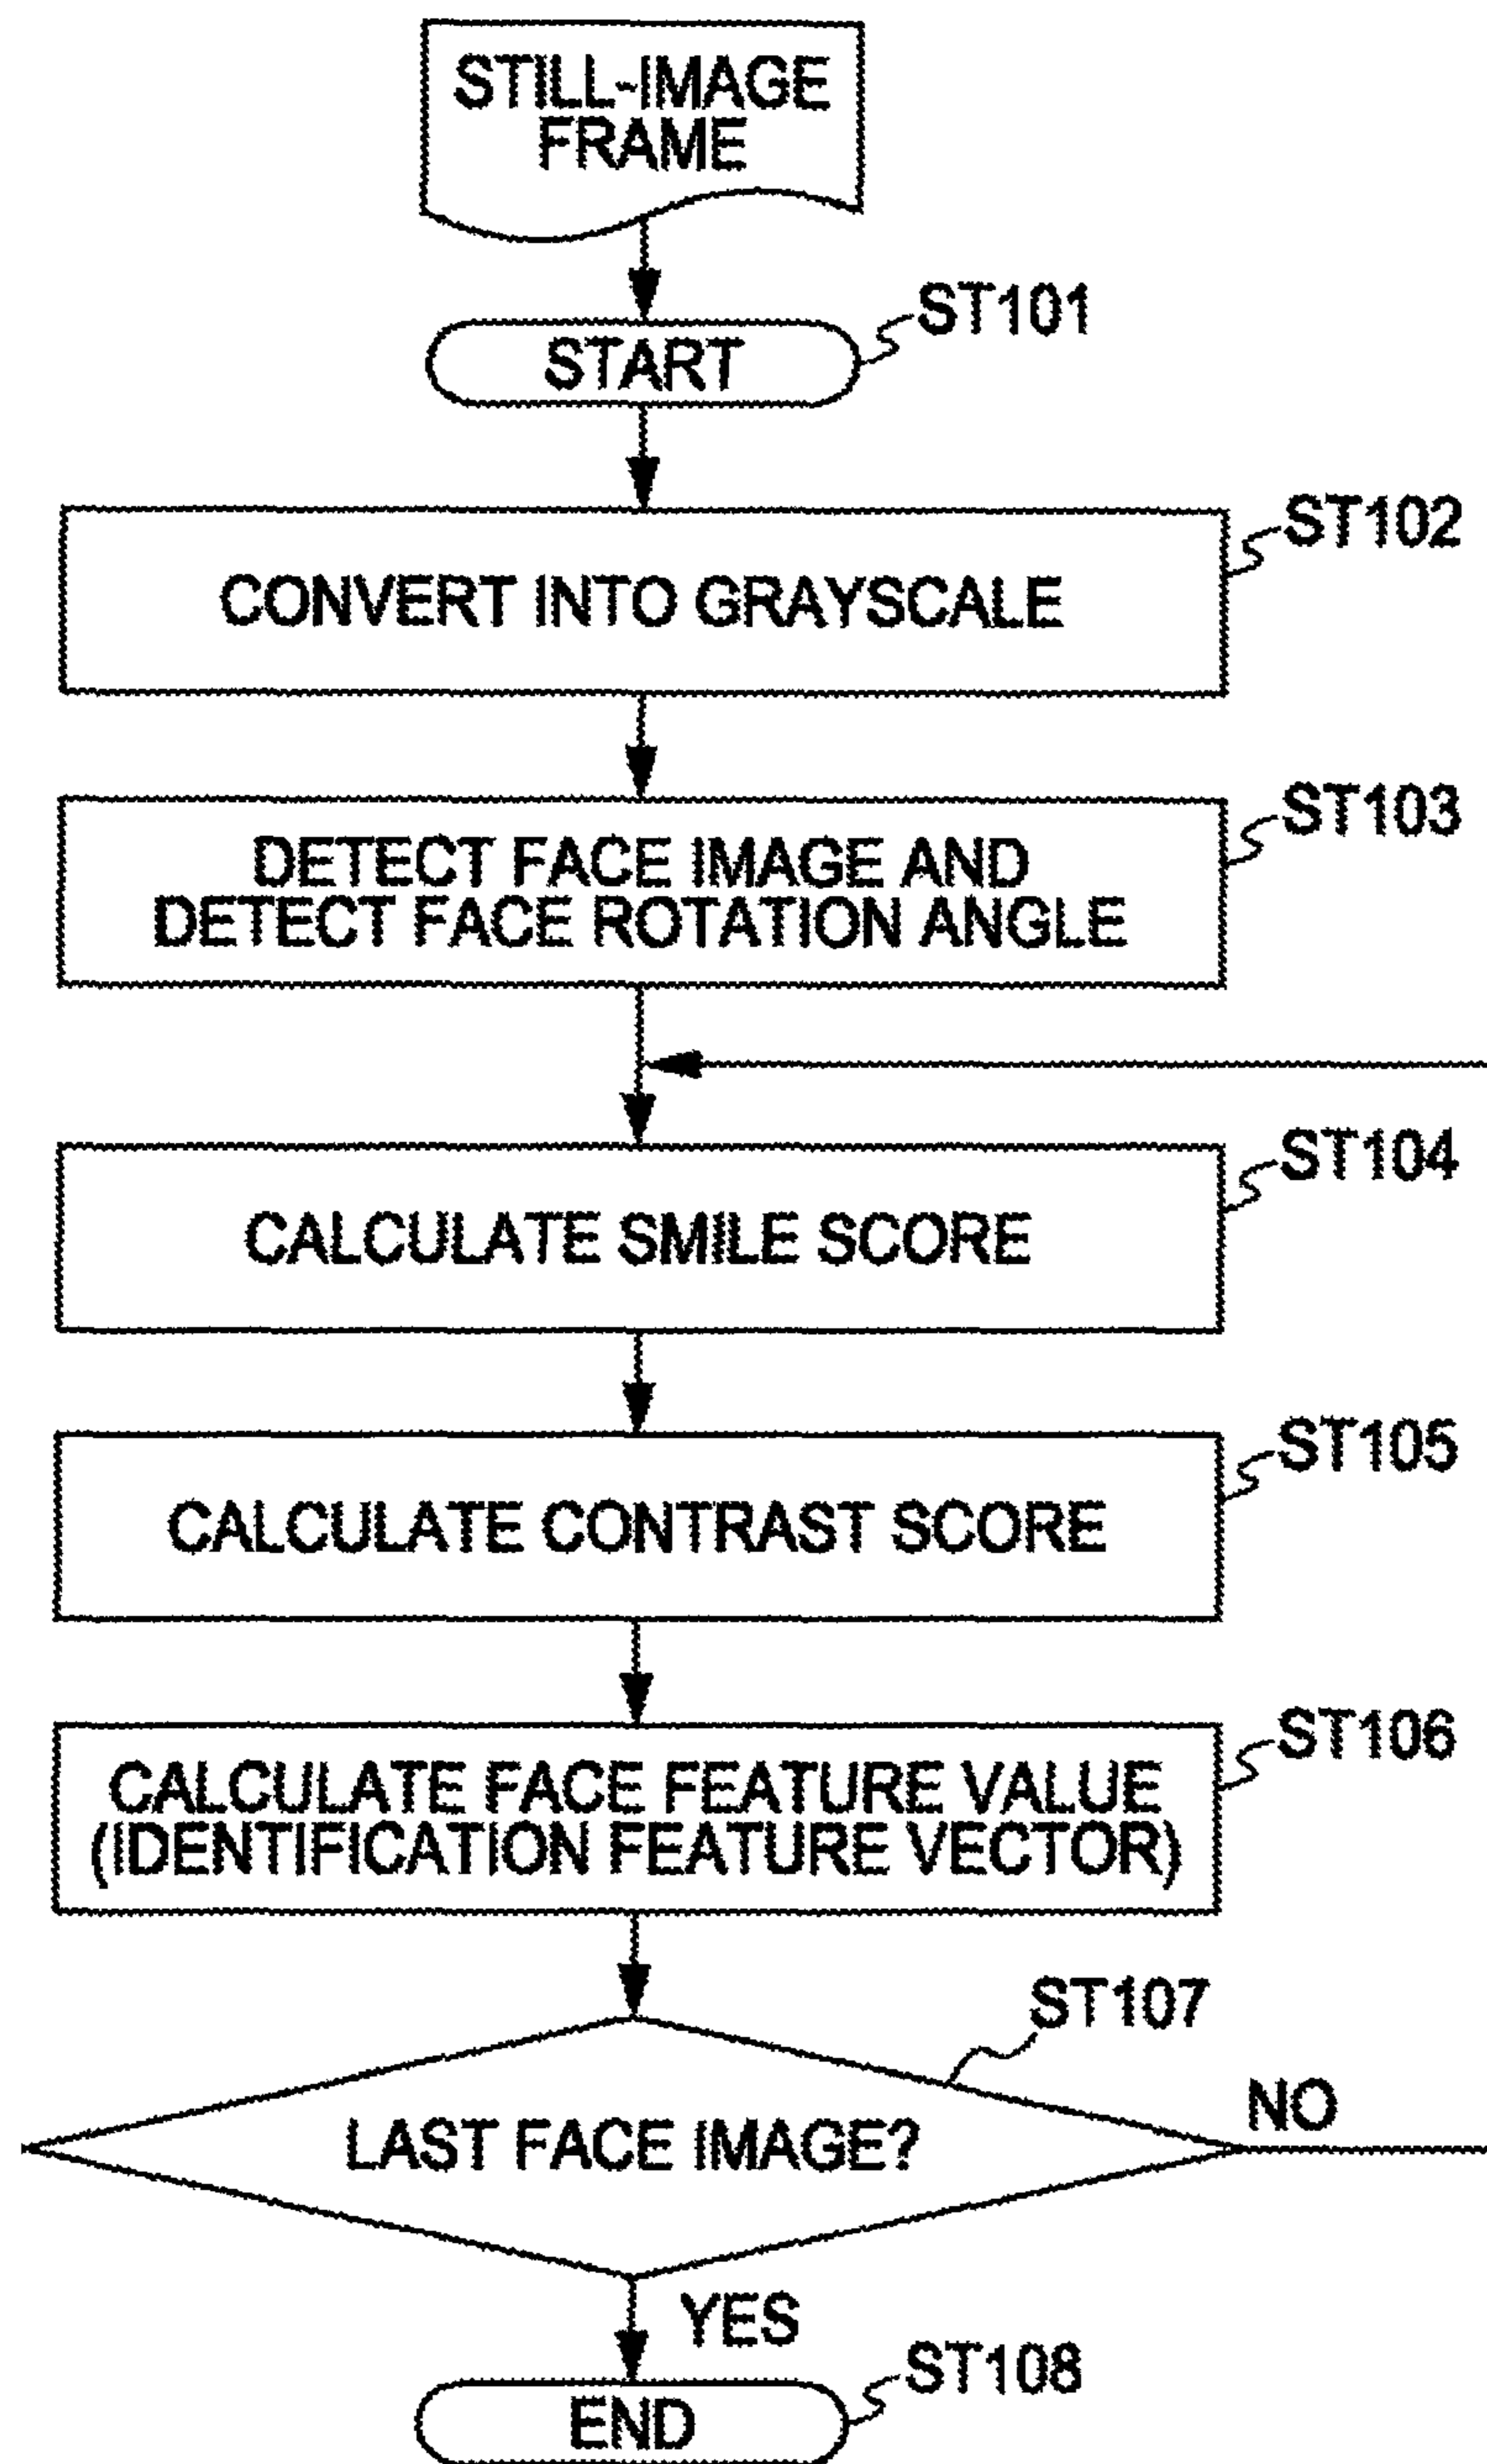 STILL-IMAGE
FRAME
ST101
START
ST102
CONVERT INTO GRAYSCALE
ST103
DETECT FACE IMAGE AND
DETECT FACE ROTATION ANGLE
ST104
CALCULATE SMILE SCORE
ST105
CALCULATE CONTRAST SCORE
ST106
CALCULATE FACE FEATURE VALUE
(IDENTIFICATION FEATURE VECTOR)
ST107
NO
LAST FACE IMAGE?
YES
ST108
END